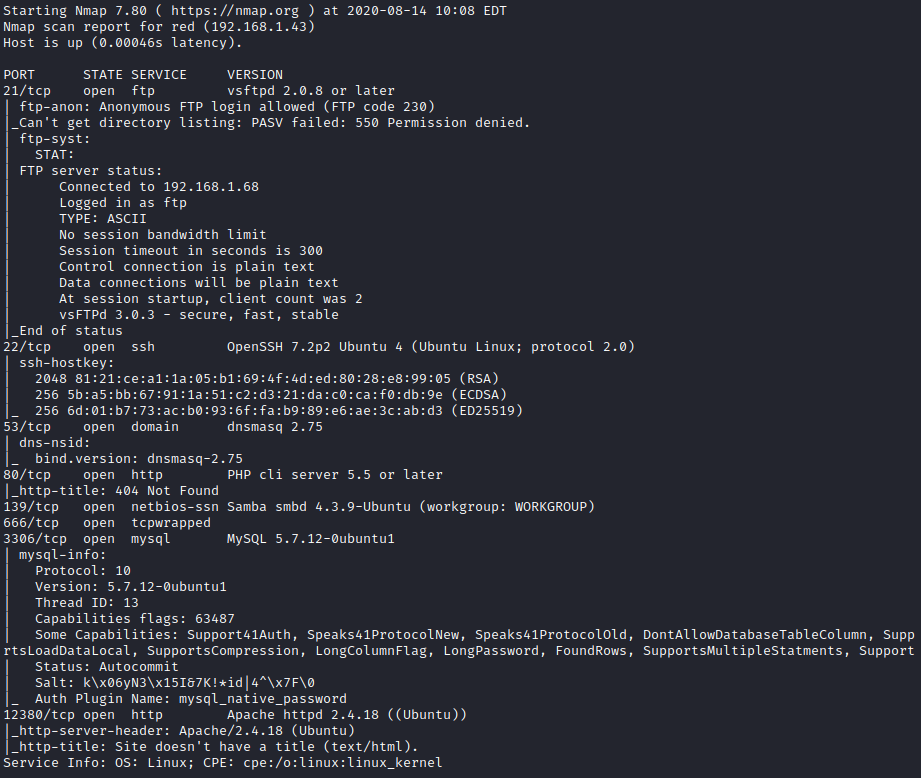 Starting Nmap 7.80 ( https://nmap.org ) at 2020-08-14 10:08 EDT
Nmap scan report for red (192.168.1.43)
Host is up (0.00046s latency).

PORT      STATE SERVICE     VERSION
21/tcp    open  ftp         vsftpd 2.0.8 or later
| ftp-anon: Anonymous FTP login allowed (FTP code 230)
|_Can't get directory listing: PASV failed: 550 Permission denied.
| ftp-syst:
|   STAT:
| FTP server status:
|      Connected to 192.168.1.68
|      Logged in as ftp
|      TYPE: ASCII
|      No session bandwidth limit
|      Session timeout in seconds is 300
|      Control connection is plain text
|      Data connections will be plain text
|      At session startup, client count was 2
|      vsFTPd 3.0.3 - secure, fast, stable
|_End of status
22/tcp    open  ssh         OpenSSH 7.2p2 Ubuntu 4 (Ubuntu Linux; protocol 2.0)
| ssh-hostkey:
|   2048 81:21:ce:a1:1a:05:b1:69:4f:4d:ed:80:28:e8:99:05 (RSA)
|   256 5b:a5:bb:67:91:1a:51:c2:d3:21:da:c0:ca:f0:db:9e (ECDSA)
|_  256 6d:01:b7:73:ac:b0:93:6f:fa:b9:89:e6:ae:3c:ab:d3 (ED25519)
53/tcp    open  domain      dnsmasq 2.75
| dns-nsid:
|_  bind.version: dnsmasq-2.75
80/tcp    open  http        PHP cli server 5.5 or later
|_http-title: 404 Not Found
139/tcp   open  netbios-ssn Samba smbd 4.3.9-Ubuntu (workgroup: WORKGROUP)
666/tcp   open  tcpwrapped
3306/tcp  open  mysql       MySQL 5.7.12-0ubuntu1
| mysql-info:
|   Protocol: 10
|   Version: 5.7.12-0ubuntu1
|   Thread ID: 13
|   Capabilities flags: 63487
|   Some Capabilities: Support41Auth, Speaks41ProtocolNew, Speaks41ProtocolOld, DontAllowDatabaseTableColumn, Supp
rtsLoadDataLocal, SupportsCompression, LongColumnFlag, LongPassword, FoundRows, SupportsMultipleStatments, Support
|   Status: Autocommit
|   Salt: k\x06yN3\x15I&7K!*id|4^\x7F\0
|_  Auth Plugin Name: mysql_native_password
12380/tcp open  http        Apache httpd 2.4.18 ((Ubuntu))
|_http-server-header: Apache/2.4.18 (Ubuntu)
|_http-title: Site doesn't have a title (text/html).
Service Info: OS: Linux; CPE: cpe:/o:linux:linux_kernel